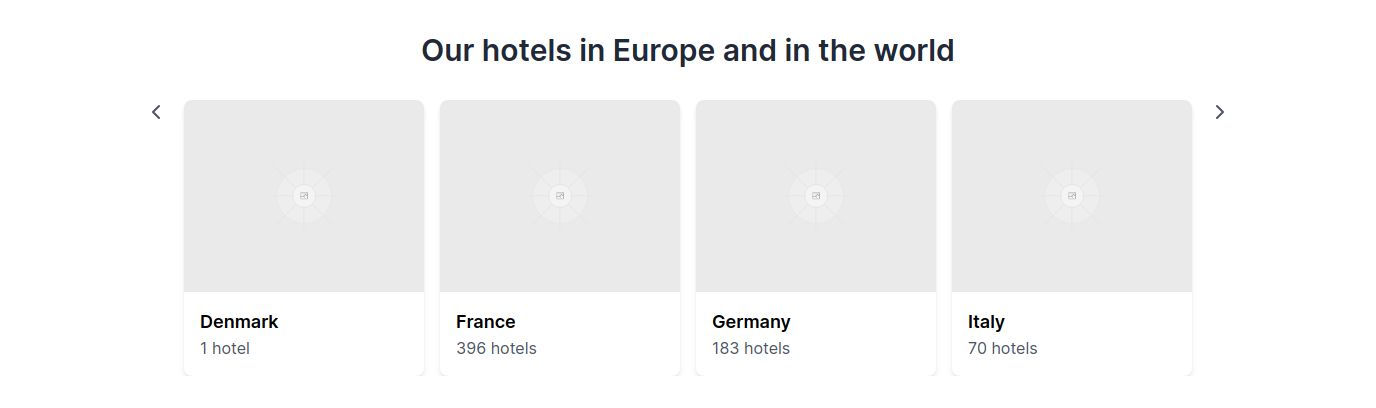 Our hotels in Europe and in the world
Denmark
1 hotel
France
396 hotels
Germany
183 hotels
Italy
70 hotels